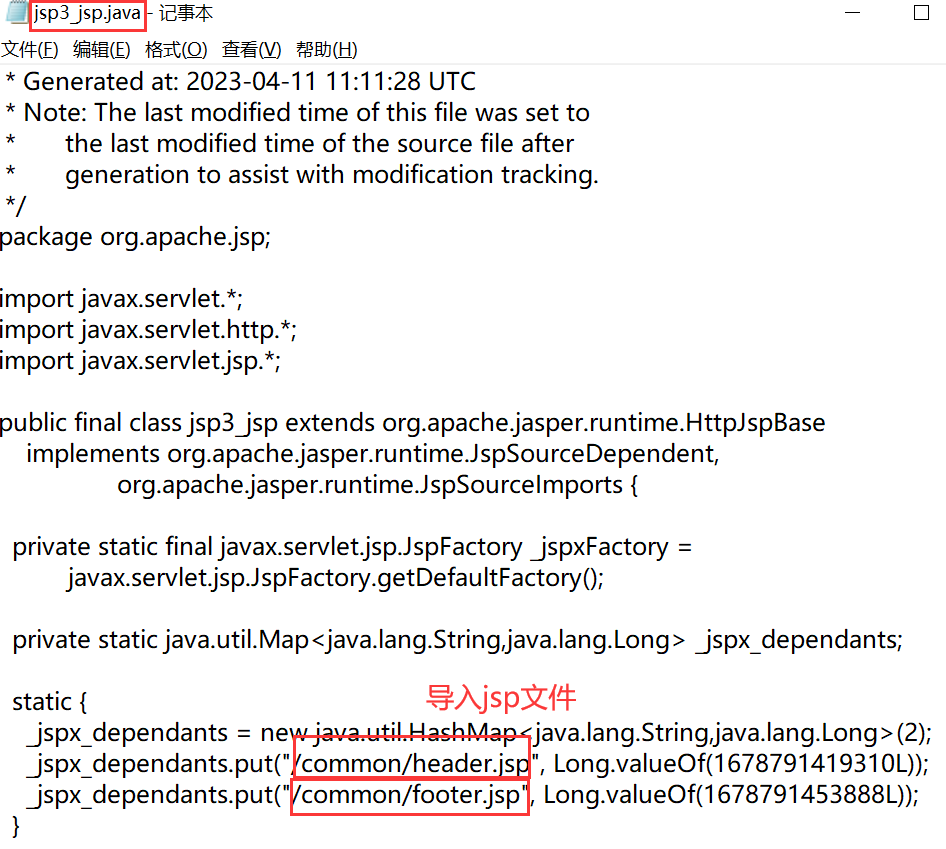 jsp3_jsp.java - 记事本
文件(F) 编辑(E) 格式(O) 查看(V) 帮助(H)
* Generated at: 2023-04-11 11:11:28 UTC
* Note: The last modified time of this file was set to
*       the last modified time of the source file after
*       generation to assist with modification tracking.
*/
package org.apache.jsp;
import javax.servlet.*;
import javax.servlet.http.*;
import javax.servlet.jsp.*;
public final class jsp3_jsp extends org.apache.jasper.runtime.HttpJspBase
implements org.apache.jasper.runtime.JspSourceDependent,
org.apache.jasper.runtime.JspSourceImports {
private static final javax.servlet.jsp.JspFactory _jspxFactory =
javax.servlet.jsp.JspFactory.getDefaultFactory();
private static java.util.Map<java.lang.String,java.lang.Long> _jspx_dependants;
static {
导入jsp文件
_jspx_dependants = new java.util.HashMap<java.lang.String,java.lang.Long>(2);
_jspx_dependants.put("/common/header.jsp", Long.valueOf(1678791419310L));
_jspx_dependants.put("/common/footer.jsp", Long.valueOf(1678791453888L));
}